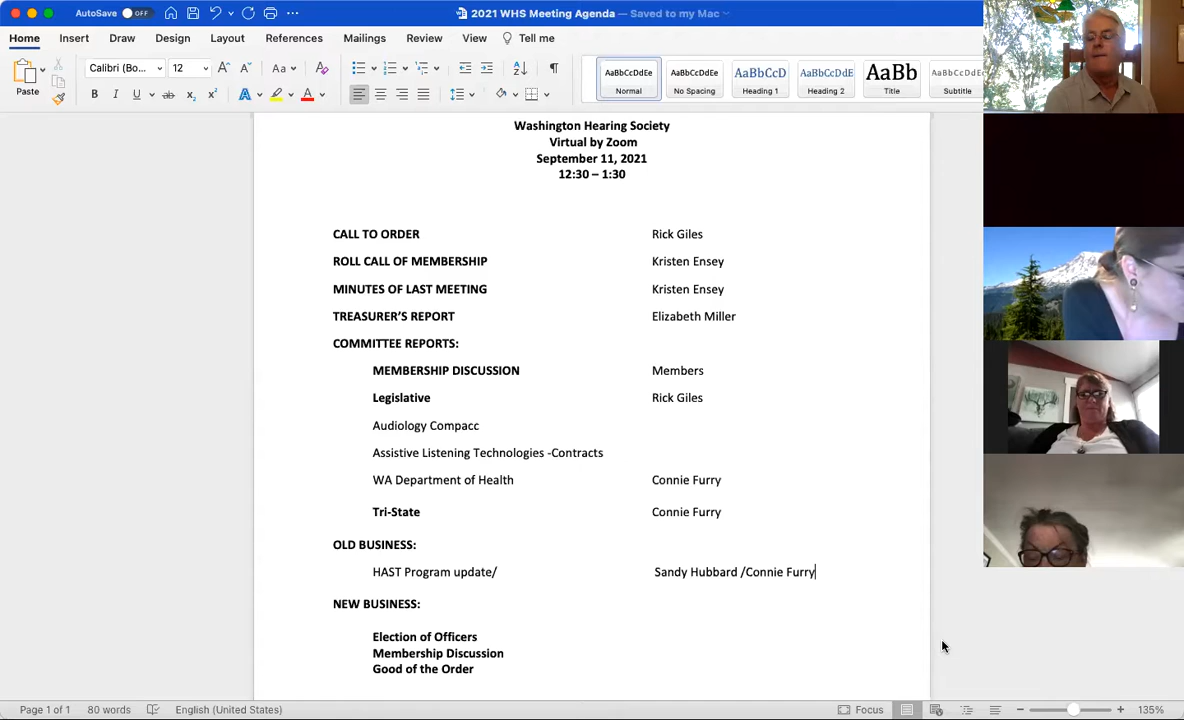 AutoSave OFF 2021 WHS Meeting Agenda — Saved to my Mac
Home Insert Draw Design Layout References Mailings Review View Tell me
Paste Calibri (Bo... 12 Aa
B I U ab x2 x2 A A
AaBbCcDdEe AaBbCcDdEe AaBbCcD AaBbCcDdE AaBb AaBbCcDdE
Normal No Spacing Heading 1 Heading 2 Title Subtitle
Washington Hearing Society
Virtual by Zoom
September 11, 2021
12:30 – 1:30
CALL TO ORDER Rick Giles
ROLL CALL OF MEMBERSHIP Kristen Ensey
MINUTES OF LAST MEETING Kristen Ensey
TREASURER'S REPORT Elizabeth Miller
COMMITTEE REPORTS:
MEMBERSHIP DISCUSSION Members
Legislative Rick Giles
Audiology Compacc
Assistive Listening Technologies -Contracts
WA Department of Health Connie Furry
Tri-State Connie Furry
OLD BUSINESS:
HAST Program update/ Sandy Hubbard /Connie Furry
NEW BUSINESS:
Election of Officers
Membership Discussion
Good of the Order
Page 1 of 1 80 words English (United States) Focus 135%